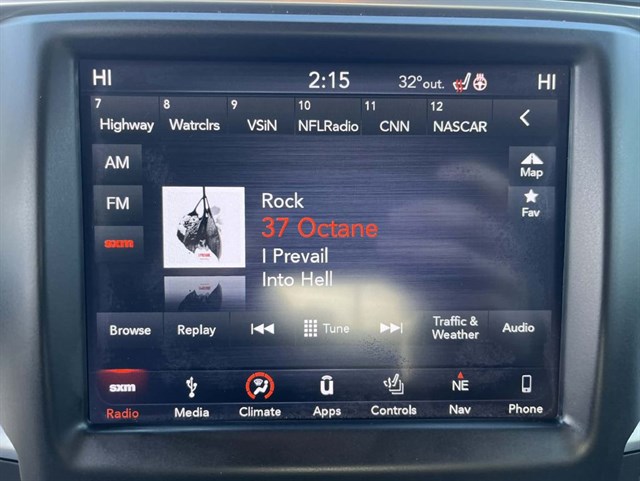 HI 2:15 32° out. HI
7 8 9 10 11 12
Highway Watrclrs VSiN NFLRadio CNN NASCAR
AM
Map
FM
Fav
sxm
Rock
37 Octane
I Prevail
Into Hell
Browse Replay Tune Traffic & Weather Audio
sxm NE
Radio Media Climate Apps Controls Nav Phone